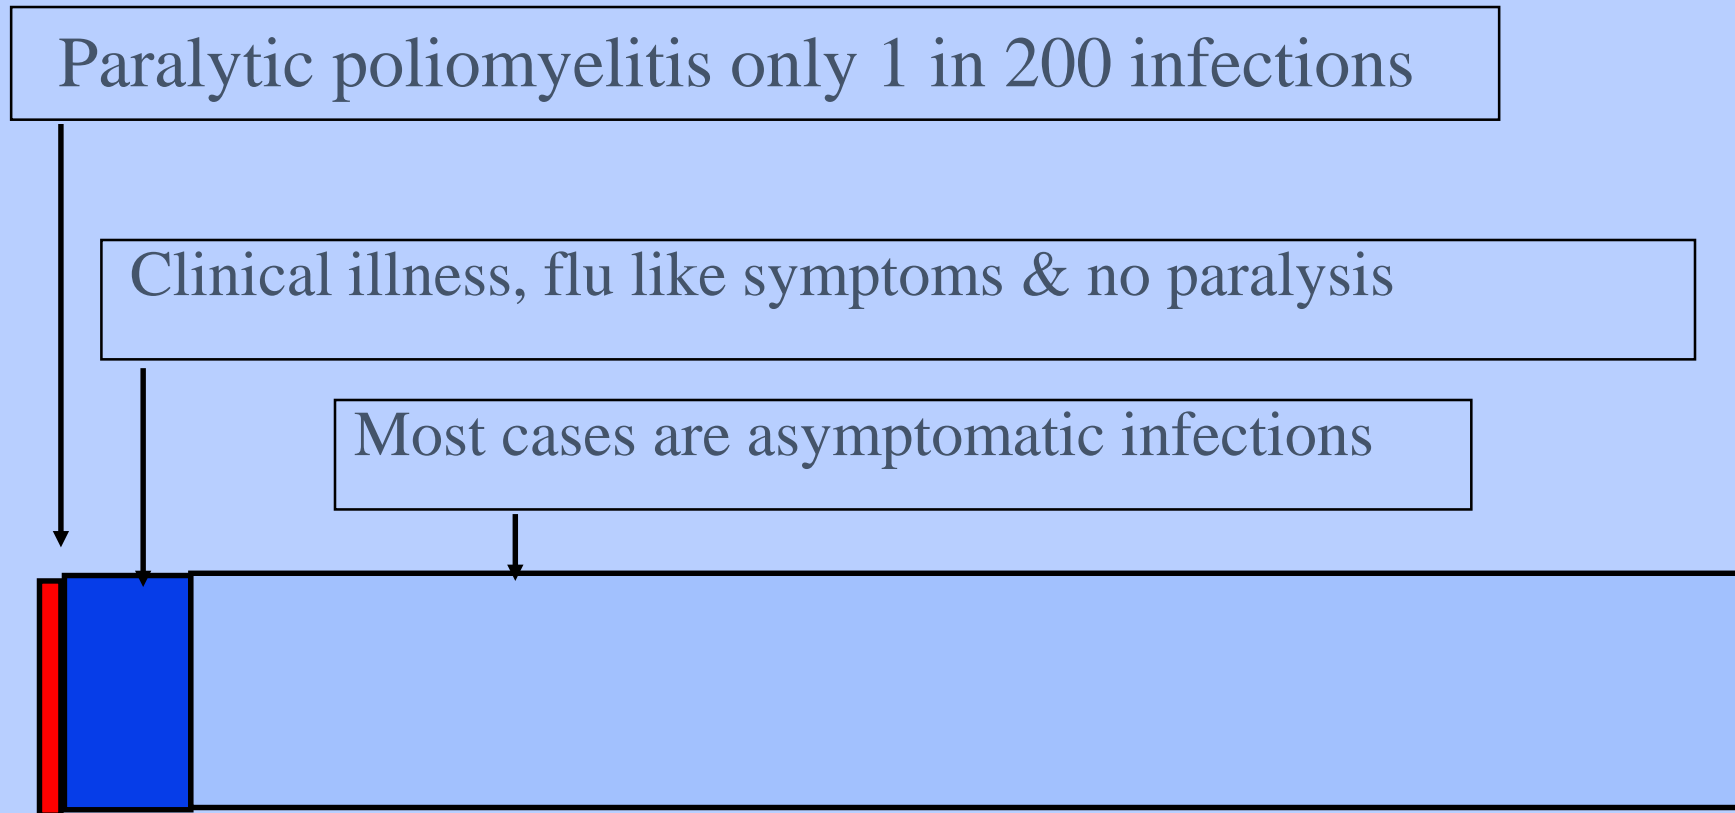 Paralytic poliomyelitis only 1 in 200 infections
Clinical illness, flu like symptoms & no paralysis
Most cases are asymptomatic infections